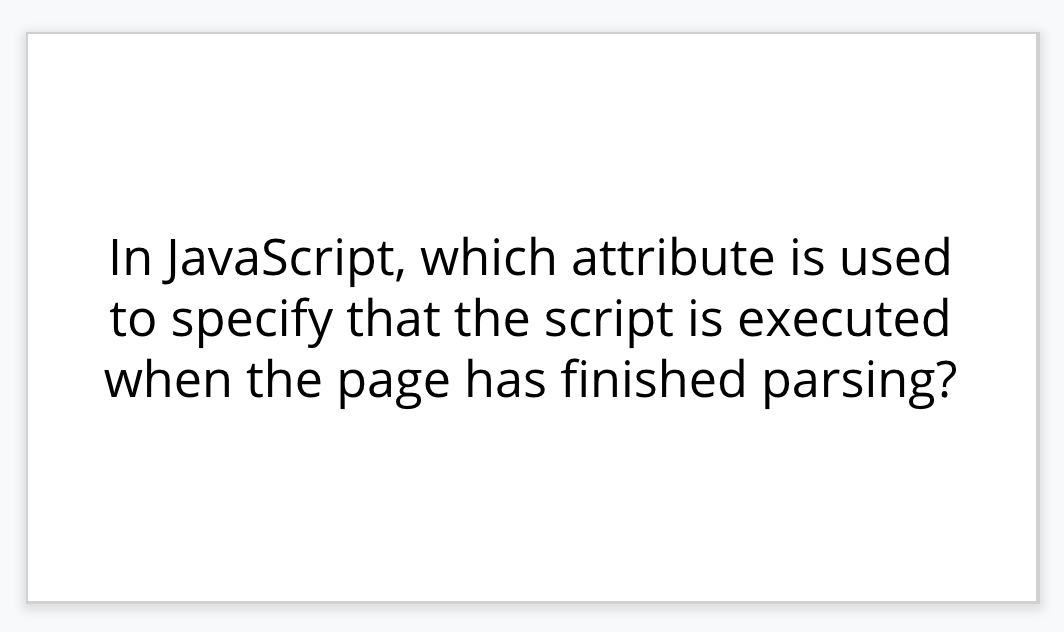 In JavaScript, which attribute is used
to specify that the script is executed
when the page has finished parsing?